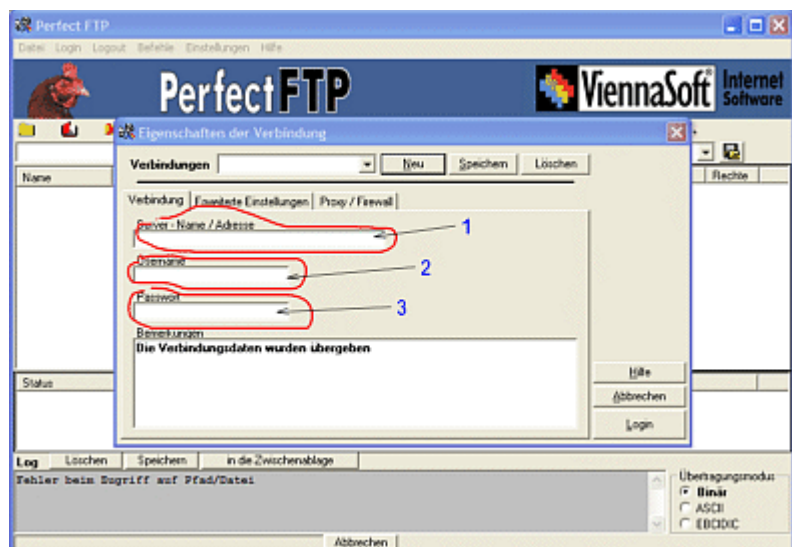 Perfect FTP
Datei Login Logout Befehle Einstellungen Hilfe
Perfect FTP
ViennaSoft Internet Software
Eigenschaften der Verbindung
Verbindungen Neu Speichern Löschen
Name Rechte
Verbindung Erweiterte Einstellungen Proxy / Firewall
Server - Name / Adresse
1
Username
2
Passwort
3
Bemerkungen
Die Verbindungsdaten wurden übergeben
Hilfe
Status
Abbrechen
Login
Log Löschen Speichern in die Zwischenablage
Fehler beim Zugriff auf Pfad/Datei
Übertragungsmodus
Binär
ASCII
EBCIDIC
Abbrechen